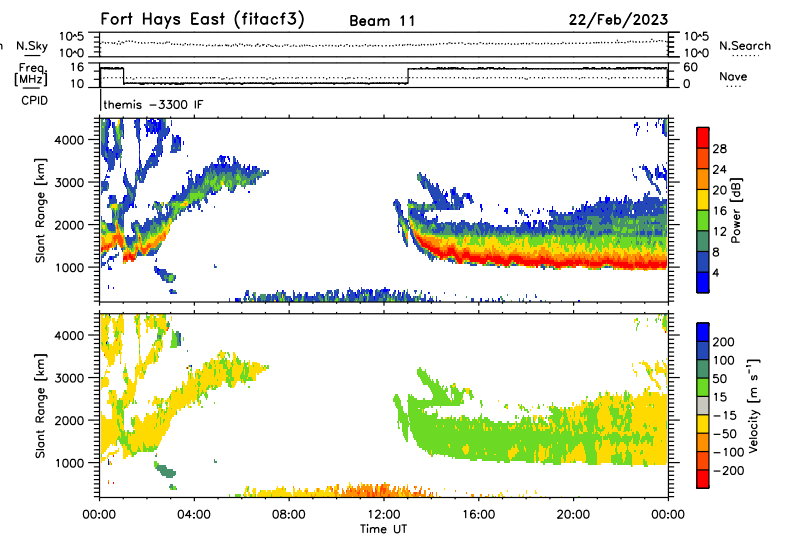 Fort Hays East (fitacf3) Beam 11 22/Feb/2023
n N.Sky 10^5 10^0 10^5 10^0 N.Search
Freq. [MHz] 16 10 60 0 Nave
CPID themis -3300 IF
4000
3000
2000
1000
Slant Range [km]
28
24
20
16
12
8
4
Power [dB]
4000
3000
2000
1000
Slant Range [km]
200
100
50
15
-15
-50
-100
-200
Velocity [m s⁻¹]
00:00 04:00 08:00 12:00 16:00 20:00 00:00
Time UT